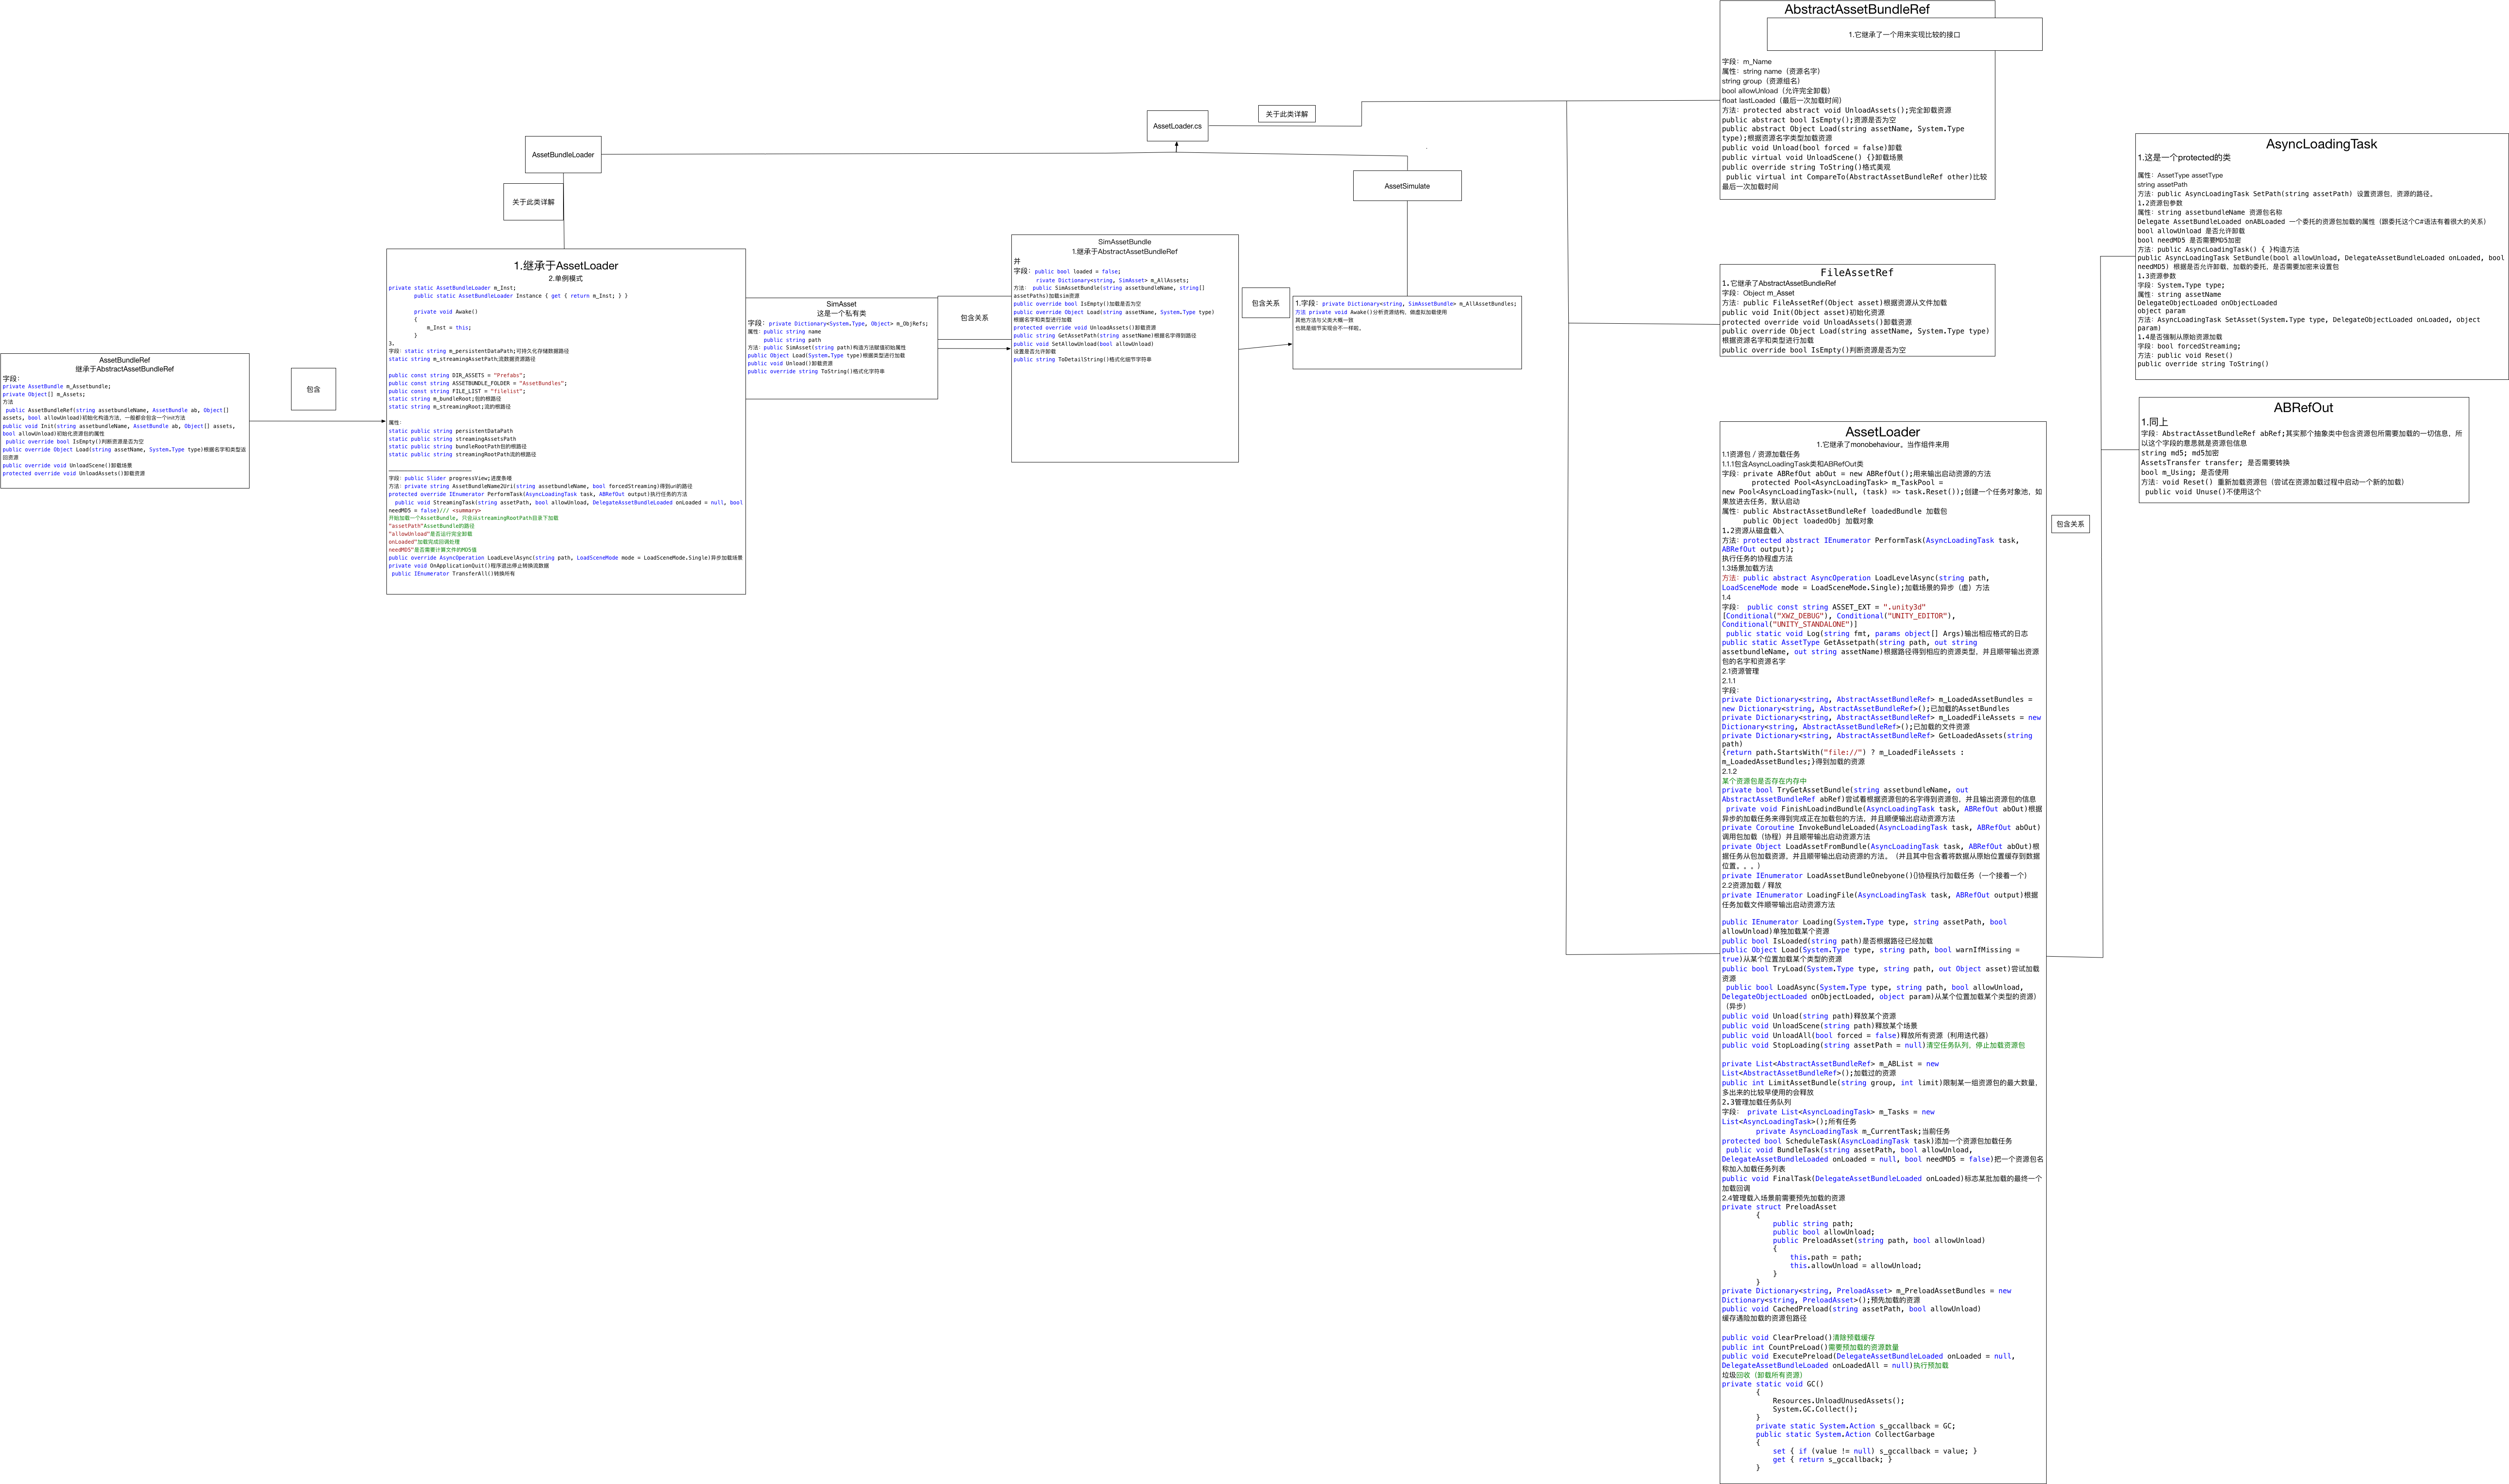 AssetBundleRef
继承于AbstractAssetBundleRef
字段:
private AssetBundle m_Assetbundle;
private Object[] m_Assets;
方法
public AssetBundleRef(string assetbundleName, AssetBundle ab, Object[]
assets, bool allowUnload)初始化构造方法,一般都会包含一个init方法
public void Init(string assetbundleName, AssetBundle ab, Object[] assets,
bool allowUnload)初始化资源包的属性
public override bool IsEmpty()判断资源是否为空
public override Object Load(string assetName, System.Type type)根据名字和类型返
回资源
public override void UnloadScene()卸载场景
protected override void UnloadAssets()卸载资源
包含
AssetBundleLoader
关于此类详解
1.继承于AssetLoader
2.单例模式
private static AssetBundleLoader m_Inst;
public static AssetBundleLoader Instance { get { return m_Inst; } }
private void Awake()
{
m_Inst = this;
}
3.
字段:static string m_persistentDataPath;可持久化存储数据路径
static string m_streamingAssetPath;流数据资源路径
public const string DIR_ASSETS = "Prefabs";
public const string ASSETBUNDLE_FOLDER = "AssetBundles";
public const string FILE_LIST = "filelist";
static string m_bundleRoot;包的根路径
static string m_streamingRoot;流的根路径
属性:
static public string persistentDataPath
static public string streamingAssetsPath
static public string bundleRootPath包的根路径
static public string streamingRootPath流的根路径
字段:public Slider progressView;进度条喽
方法:private string AssetBundleName2Uri(string assetbundleName, bool forcedStreaming)得到uri的路径
protected override IEnumerator PerformTask(AsyncLoadingTask task, ABRefOut output)执行任务的方法
public void StreamingTask(string assetPath, bool allowUnload, DelegateAssetBundleLoaded onLoaded = null, bool
needMD5 = false)/// <summary>
开始加载一个AssetBundle, 只会从streamingRootPath目录下加载
"assetPath"AssetBundle的路径
"allowUnload"是否运行完全卸载
onLoaded"加载完成回调处理
needMD5"是否需要计算文件的MD5值
public override AsyncOperation LoadLevelAsync(string path, LoadSceneMode mode = LoadSceneMode.Single)异步加载场景
private void OnApplicationQuit()程序退出停止转换流数据
public IEnumerator TransferAll()转换所有
SimAsset
这是一个私有类
字段:private Dictionary<System.Type, Object> m_ObjRefs;
属性:public string name
public string path
方法:public SimAsset(string path)构造方法赋值初始属性
public Object Load(System.Type type)根据类型进行加载
public void Unload()卸载资源
public override string ToString()格式化字符串
包含关系
SimAssetBundle
1.继承于AbstractAssetBundleRef
并
字段:public bool loaded = false;
rivate Dictionary<string, SimAsset> m_AllAssets;
方法: public SimAssetBundle(string assetbundleName, string[]
assetPaths)加载sim资源
public override bool IsEmpty()加载是否为空
public override Object Load(string assetName, System.Type type)
根据名字和类型进行加载
protected override void UnloadAssets()卸载资源
public string GetAssetPath(string assetName)根据名字得到路径
public void SetAllowUnload(bool allowUnload)
设置是否允许卸载
public string ToDetailString()格式化细节字符串
包含关系
AssetLoader.cs
关于此类详解
AssetSimulate
1.字段:private Dictionary<string, SimAssetBundle> m_AllAssetBundles;
方法 private void Awake()分析资源结构, 做虚拟加载使用
其他方法与父类大概一致
也就是细节实现会不一样呢。
AbstractAssetBundleRef
1.它继承了一个用来实现比较的接口
字段:m_Name
属性:string name(资源名字)
string group(资源组名)
bool allowUnload(允许完全卸载)
float lastLoaded(最后一次加载时间)
方法:protected abstract void UnloadAssets();完全卸载资源
public abstract bool IsEmpty();资源是否为空
public abstract Object Load(string assetName, System.Type
type);根据资源名字类型加载资源
public void Unload(bool forced = false)卸载
public virtual void UnloadScene() {}卸载场景
public override string ToString()格式美观
public virtual int CompareTo(AbstractAssetBundleRef other)比较
最后一次加载时间
FileAssetRef
1.它继承了AbstractAssetBundleRef
字段:Object m_Asset
方法:public FileAssetRef(Object asset)根据资源从文件加载
public void Init(Object asset)初始化资源
protected override void UnloadAssets()卸载资源
public override Object Load(string assetName, System.Type type)
根据资源名字和类型进行加载
public override bool IsEmpty()判断资源是否为空
AssetLoader
1.它继承了monobehaviour。当作组件来用
1.1资源包 / 资源加载任务
1.1.1包含AsyncLoadingTask类和ABRefOut类
字段:private ABRefOut abOut = new ABRefOut();用来输出启动资源的方法
protected Pool<AsyncLoadingTask> m_TaskPool =
new Pool<AsyncLoadingTask>(null, (task) => task.Reset());创建一个任务对象池, 如
果放进去任务, 默认启动
属性:public AbstractAssetBundleRef loadedBundle 加载包
public Object loadedObj 加载对象
1.2资源从磁盘载入
方法:protected abstract IEnumerator PerformTask(AsyncLoadingTask task,
ABRefOut output);
执行任务的协程虚方法
1.3场景加载方法
方法:public abstract AsyncOperation LoadLevelAsync(string path,
LoadSceneMode mode = LoadSceneMode.Single);加载场景的异步(虚)方法
1.4
字段: public const string ASSET_EXT = ".unity3d"
[Conditional("XWZ_DEBUG"), Conditional("UNITY_EDITOR"),
Conditional("UNITY_STANDALONE")]
public static void Log(string fmt, params object[] Args)输出相应格式的日志
public static AssetType GetAssetpath(string path, out string
assetbundleName, out string assetName)根据路径得到相应的资源类型, 并且顺带输出资源
包的名字和资源名字
2.1资源管理
2.1.1
字段:
private Dictionary<string, AbstractAssetBundleRef> m_LoadedAssetBundles =
new Dictionary<string, AbstractAssetBundleRef>();已加载的AssetBundles
private Dictionary<string, AbstractAssetBundleRef> m_LoadedFileAssets = new
Dictionary<string, AbstractAssetBundleRef>();已加载的文件资源
private Dictionary<string, AbstractAssetBundleRef> GetLoadedAssets(string
path)
{return path.StartsWith("file://") ? m_LoadedFileAssets :
m_LoadedAssetBundles;}得到加载的资源
2.1.2
某个资源包是否存在内存中
private bool TryGetAssetBundle(string assetbundleName, out
AbstractAssetBundleRef abRef)尝试着根据资源包的名字得到资源包, 并且输出资源包的信息
private void FinishLoadindBundle(AsyncLoadingTask task, ABRefOut abOut)根据
异步的加载任务来得到完成正在加载包的方法, 并且顺便输出启动资源方法
private Coroutine InvokeBundleLoaded(AsyncLoadingTask task, ABRefOut abOut)
调用包加载(协程)并且顺带输出启动资源方法
private Object LoadAssetFromBundle(AsyncLoadingTask task, ABRefOut abOut)根
据任务从包加载资源, 并且顺带输出启动资源的方法。(并且其中包含着将数据从原始位置缓存到数据
位置。。。)
private IEnumerator LoadAssetBundleOnebyone(){}协程执行加载任务(一个接着一个)
2.2资源加载 / 释放
private IEnumerator LoadingFile(AsyncLoadingTask task, ABRefOut output)根据
任务加载文件顺带输出启动资源方法
public IEnumerator Loading(System.Type type, string assetPath, bool
allowUnload)单独加载某个资源
public bool IsLoaded(string path)是否根据路径已经加载
public Object Load(System.Type type, string path, bool warnIfMissing =
true)从某个位置加载某个类型的资源
public bool TryLoad(System.Type type, string path, out Object asset)尝试加载
资源
public bool LoadAsync(System.Type type, string path, bool allowUnload,
DelegateObjectLoaded onObjectLoaded, object param)从某个位置加载某个类型的资源)
(异步)
public void Unload(string path)释放某个资源
public void UnloadScene(string path)释放某个场景
public void UnloadAll(bool forced = false)释放所有资源(利用迭代器)
public void StopLoading(string assetPath = null)清空任务队列, 停止加载资源包
private List<AbstractAssetBundleRef> m_ABList = new
List<AbstractAssetBundleRef>();加载过的资源
public int LimitAssetBundle(string group, int limit)限制某一组资源包的最大数量,
多出来的比较早使用的会释放
2.3管理加载任务队列
字段: private List<AsyncLoadingTask> m_Tasks = new
List<AsyncLoadingTask>();所有任务
private AsyncLoadingTask m_CurrentTask;当前任务
protected bool ScheduleTask(AsyncLoadingTask task)添加一个资源包加载任务
public void BundleTask(string assetPath, bool allowUnload,
DelegateAssetBundleLoaded onLoaded = null, bool needMD5 = false)把一个资源包名
称加入加载任务列表
public void FinalTask(DelegateAssetBundleLoaded onLoaded)标志某批加载的最终一个
加载回调
2.4管理载入场景前需要预先加载的资源
private struct PreloadAsset
{
public string path;
public bool allowUnload;
public PreloadAsset(string path, bool allowUnload)
{
this.path = path;
this.allowUnload = allowUnload;
}
}
private Dictionary<string, PreloadAsset> m_PreloadAssetBundles = new
Dictionary<string, PreloadAsset>();预先加载的资源
public void CachedPreload(string assetPath, bool allowUnload)
缓存遇险加载的资源包路径
public void ClearPreload()清除预载缓存
public int CountPreLoad()需要预加载的资源数量
public void ExecutePreload(DelegateAssetBundleLoaded onLoaded = null,
DelegateAssetBundleLoaded onLoadedAll = null)执行预加载
垃圾回收(卸载所有资源)
private static void GC()
{
Resources.UnloadUnusedAssets();
System.GC.Collect();
}
private static System.Action s_gccallback = GC;
public static System.Action CollectGarbage
{
set { if (value != null) s_gccallback = value; }
get { return s_gccallback; }
}
包含关系
AsyncLoadingTask
1.这是一个protected的类
属性:AssetType assetType
string assetPath
方法:public AsyncLoadingTask SetPath(string assetPath) 设置资源包, 资源的路径。
1.2资源包参数
属性:string assetbundleName 资源包名称
Delegate AssetBundleLoaded onABLoaded 一个委托的资源包加载的属性(跟委托这个C#语法有着很大的关系)
bool allowUnload 是否允许卸载
bool needMD5 是否需要MD5加密
方法:public AsyncLoadingTask() { }构造方法
public AsyncLoadingTask SetBundle(bool allowUnload, DelegateAssetBundleLoaded onLoaded, bool
needMD5) 根据是否允许卸载, 加载的委托, 是否需要加密来设置包
1.3资源参数
字段:System.Type type;
属性:string assetName
DelegateObjectLoaded onObjectLoaded
object param
方法:AsyncLoadingTask SetAsset(System.Type type, DelegateObjectLoaded onLoaded, object
param)
1.4是否强制从原始资源加载
字段:bool forcedStreaming;
方法:public void Reset()
public override string ToString()
ABRefOut
1.同上
字段:AbstractAssetBundleRef abRef;其实那个抽象类中包含资源包所需要加载的一切信息, 所
以这个字段的意思就是资源包信息
string md5; md5加密
AssetsTransfer transfer; 是否需要转换
bool m_Using; 是否使用
方法:void Reset() 重新加载资源包(尝试在资源加载过程中启动一个新的加载)
public void Unuse()不使用这个